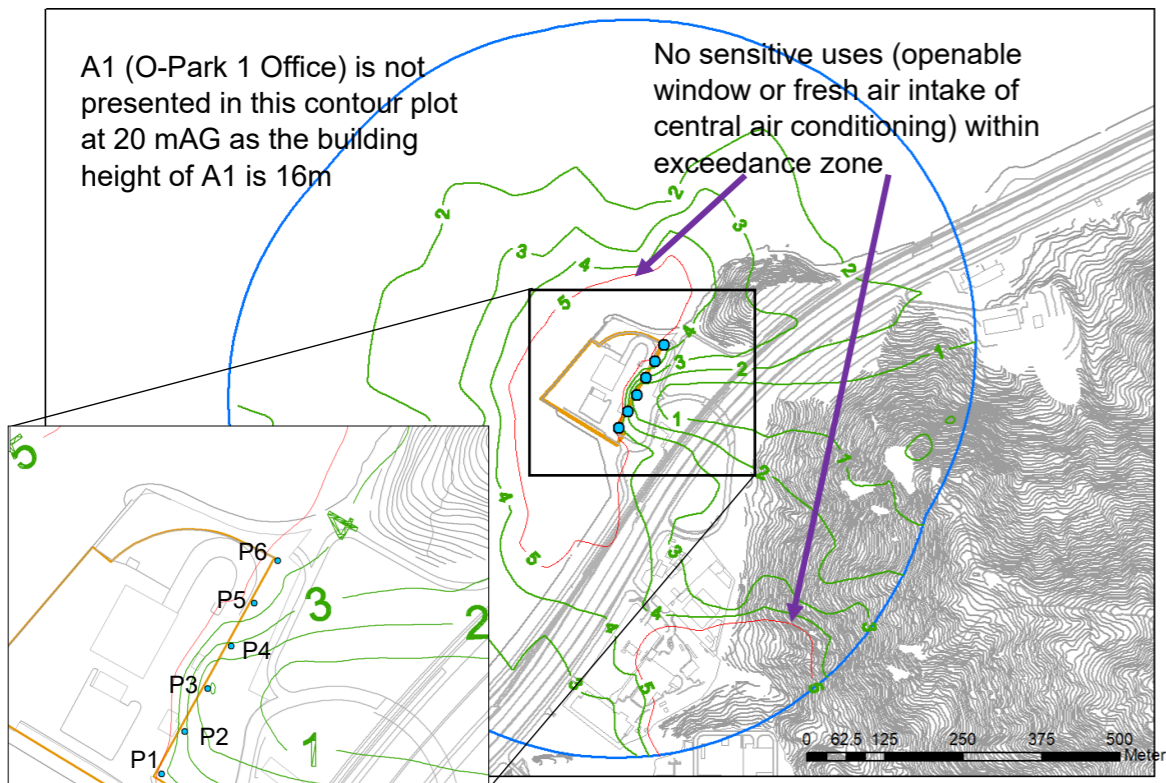 A1 (O-Park 1 Office) is not
presented in this contour plot
at 20 mAG as the building
height of A1 is 16m
No sensitive uses (openable
window or fresh air intake of
central air conditioning) within
exceedance zone
2
2
3
3
2
4
5
4
3
2
1
1
1
2
4
5
3
4
4
3
3
5
5
5
4
P6
P5
3
2
P4
P3
P2
1
P1
0 62.5 125 250 375 500
Meter